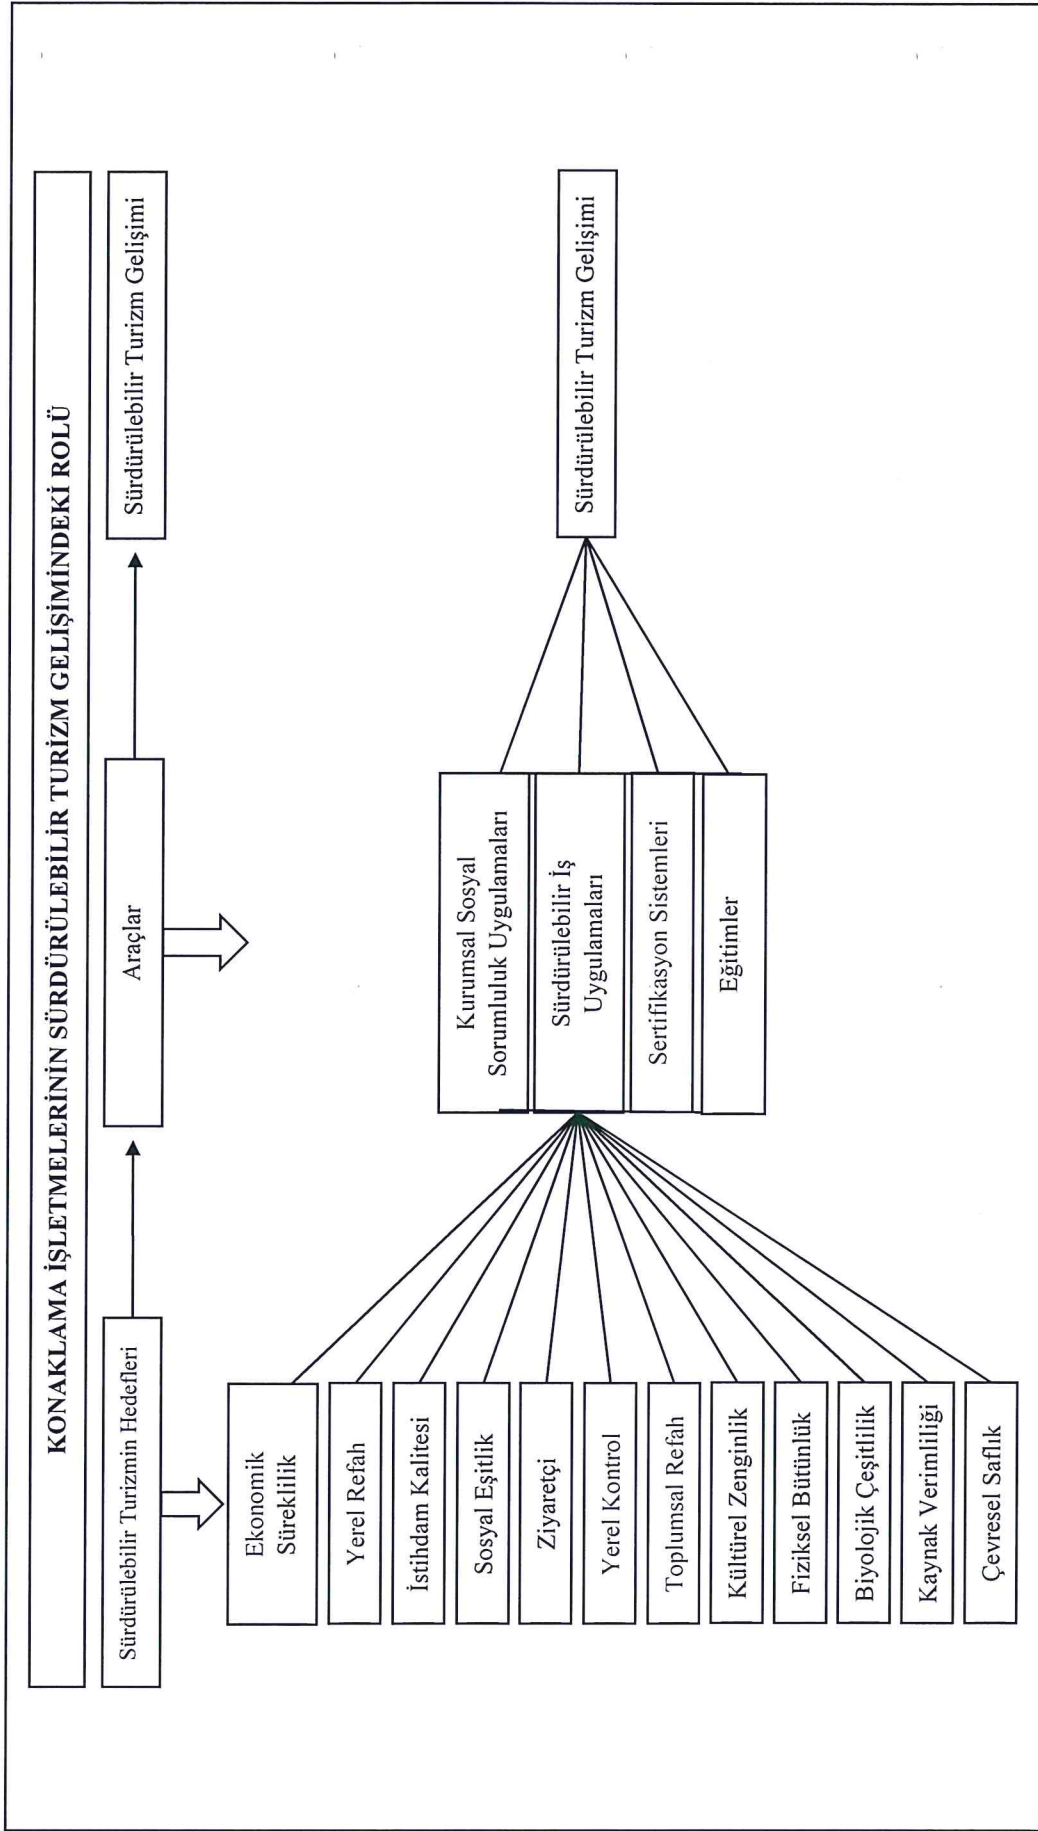 KONAKLAMA İŞLETMELERİNİN SÜRDÜRÜLEBİLİR TURİZM GELİŞİMİNDEKİ ROLÜ
Sürdürülebilir Turizmin Hedefleri
Araçlar
Sürdürülebilir Turizm Gelişimi
Ekonomik
Süreklilik
Yerel Refah
İstihdam Kalitesi
Sosyal Eşitlik
Ziyaretçi
Yerel Kontrol
Toplumsal Refah
Kültürel Zenginlik
Fiziksel Bütünlük
Biyolojik Çeşitlilik
Kaynak Verimliliği
Çevresel Saflık
Kurumsal Sosyal
Sorumluluk Uygulamaları
Sürdürülebilir İş
Uygulamaları
Sertifikasyon Sistemleri
Eğitimler
Sürdürülebilir Turizm Gelişimi